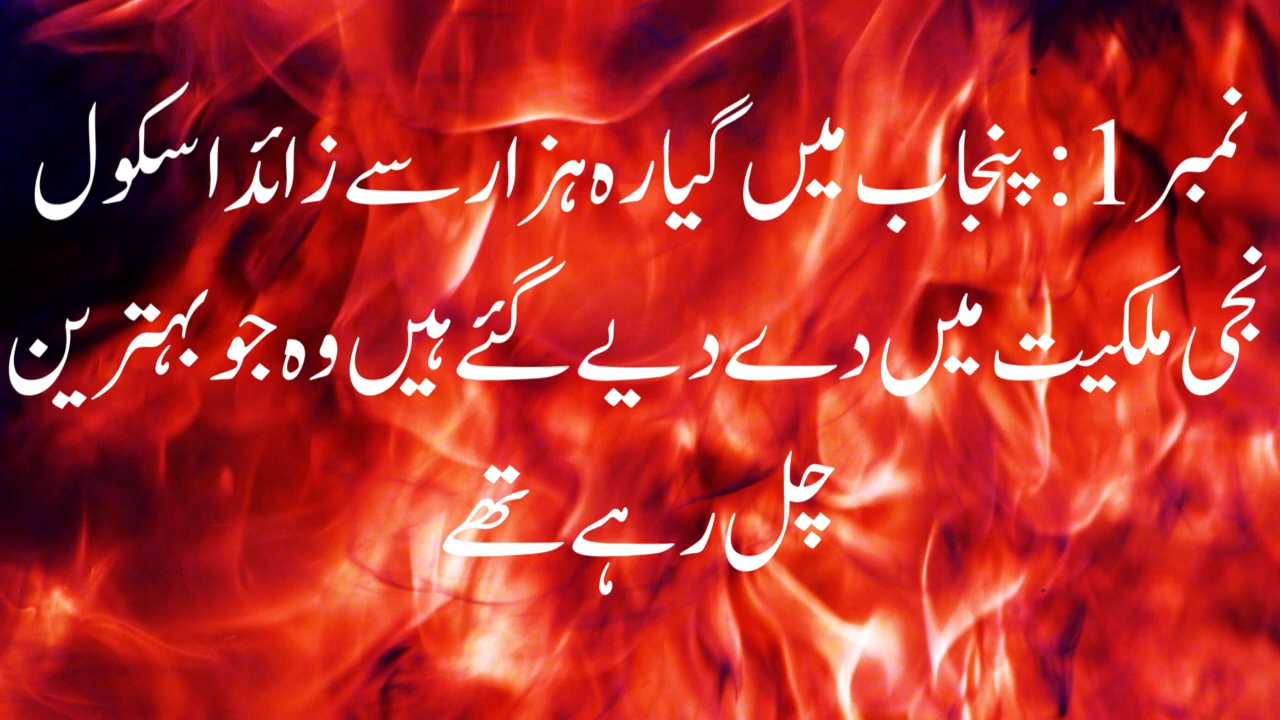 نمبر 1 : پنجاب میں گیارہ ہزار سے زائد اسکول
نجی ملکیت میں دے دیے گئے ہیں وہ جو بہترین
چل رہے تھے